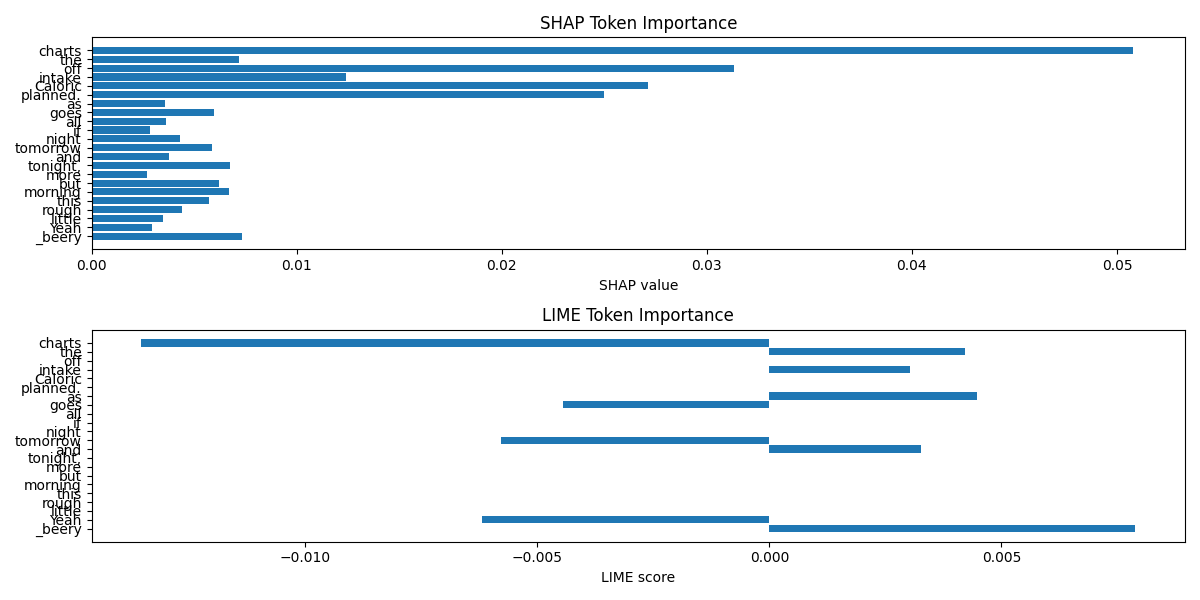 SHAP Token Importance
charts
the
off
intake
Caloric
planned.
as
goes
all
if
night
tomorrow
and
tonight,
more
but
morning
this
rough
little
Yeah
_beery
0.00 0.01 0.02 0.03 0.04 0.05
SHAP value
LIME Token Importance
charts
the
off
intake
Caloric
planned.
as
goes
all
if
night
tomorrow
and
tonight,
more
but
morning
this
rough
little
Yeah
_beery
−0.010 −0.005 0.000 0.005
LIME score